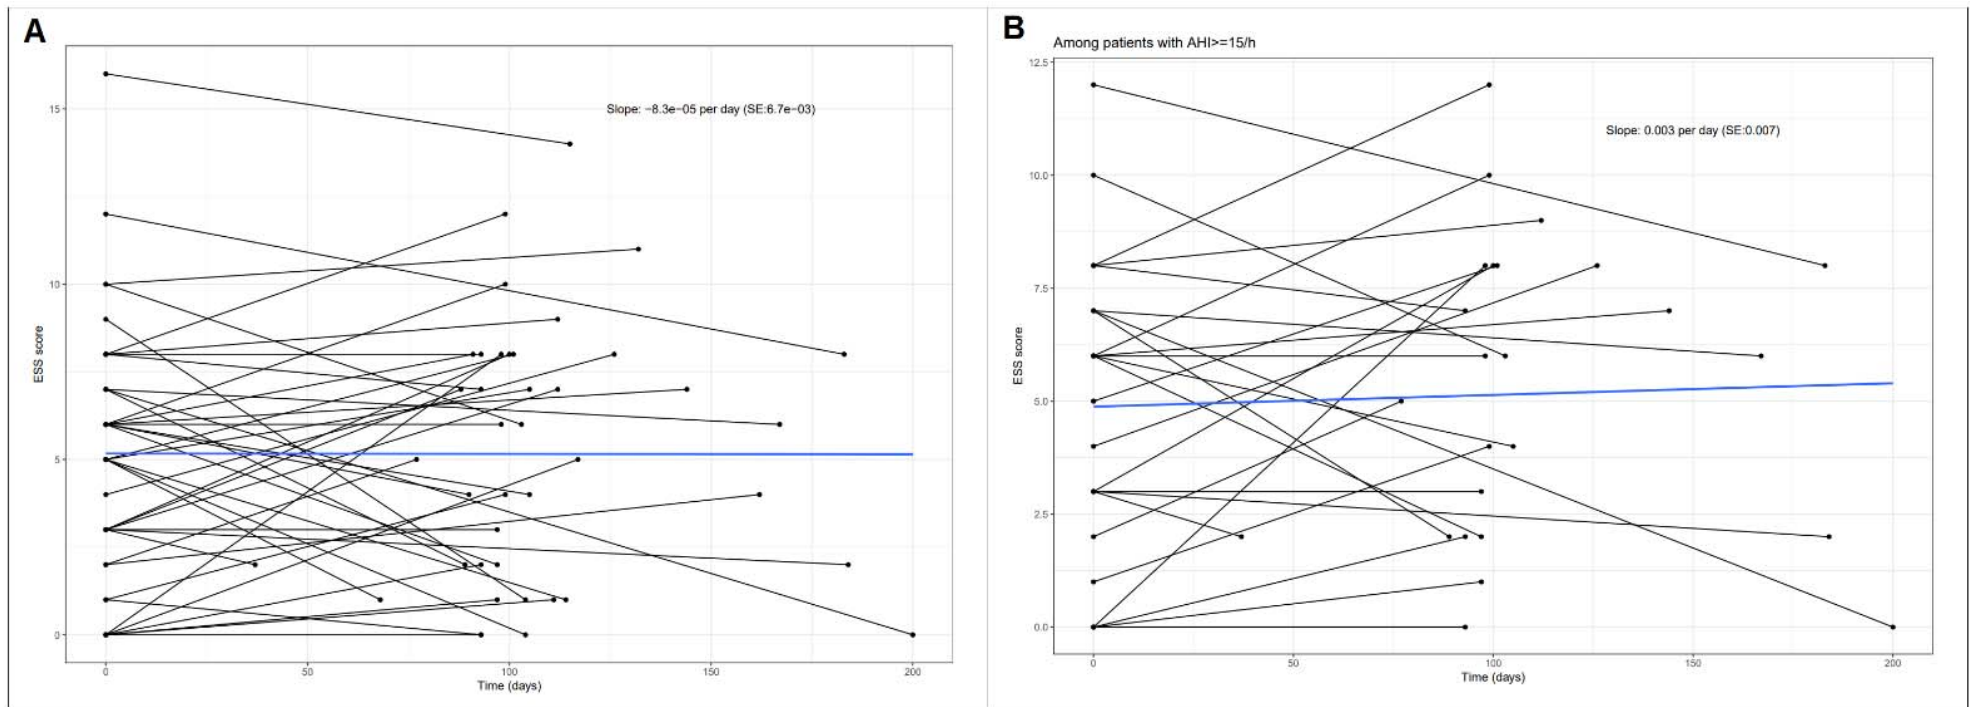 A
Slope: −8.3e−05 per day (SE:6.7e−03)
15
10
5
0
ESS score
0 50 100 150 200
Time (days)
B
Among patients with AHI>=15/h
Slope: 0.003 per day (SE:0.007)
12.5
10.0
7.5
5.0
2.5
0.0
ESS score
0 50 100 150 200
Time (days)